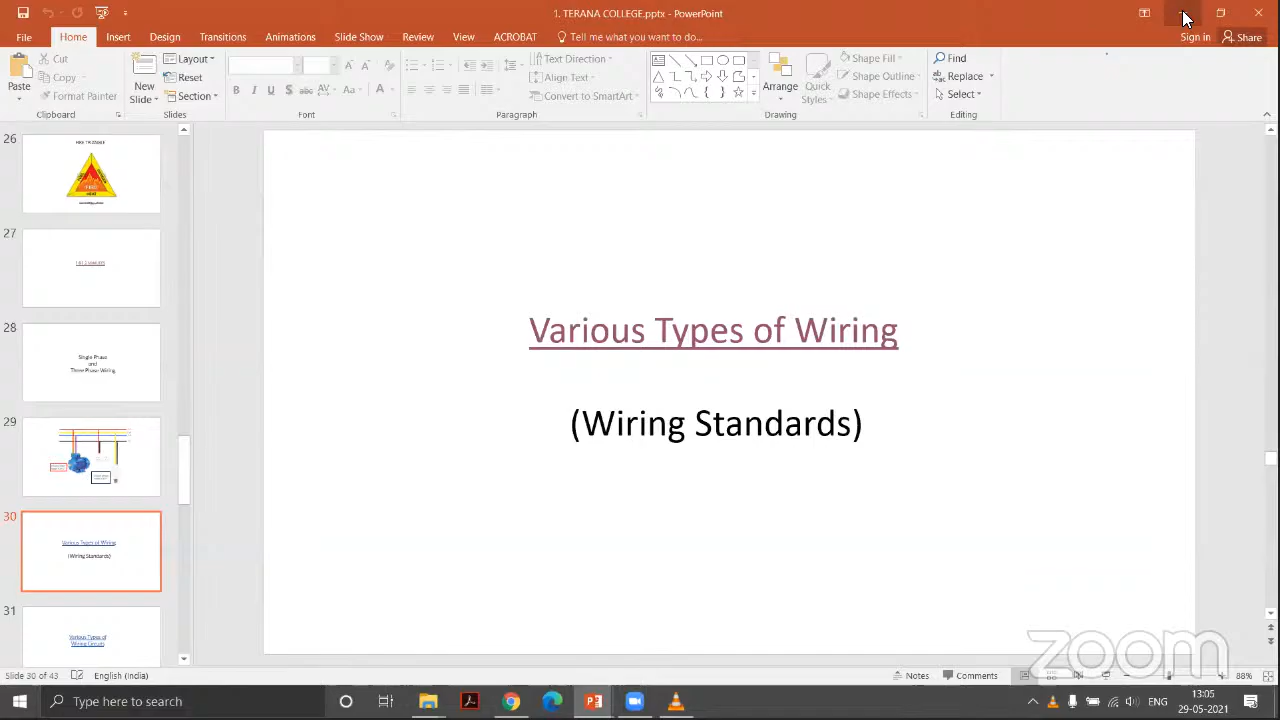 1. TERANA COLLEGE.pptx - PowerPoint
File Home Insert Design Transitions Animations Slide Show Review View ACROBAT Tell me what you want to do... Sign in Share
Cut Layout Text Direction Shape Fill Find
Paste Copy New Slide Reset Align Text Arrange Quick Styles Shape Outline Replace
Format Painter Section B I U S abc AV Aa A Convert to SmartArt Shape Effects Select
Clipboard Slides Font Paragraph Drawing Editing
26
FIRE TRIANGLE
27
28
Single Phase
and
Three Phase Wiring
29
30
Various Types of Wiring
(Wiring Standards)
31
Various Types of
Wiring Circuits
Various Types of Wiring
(Wiring Standards)
zoom
Slide 30 of 43 English (India) Notes Comments 88%
Type here to search ENG 13:05
29-05-2021